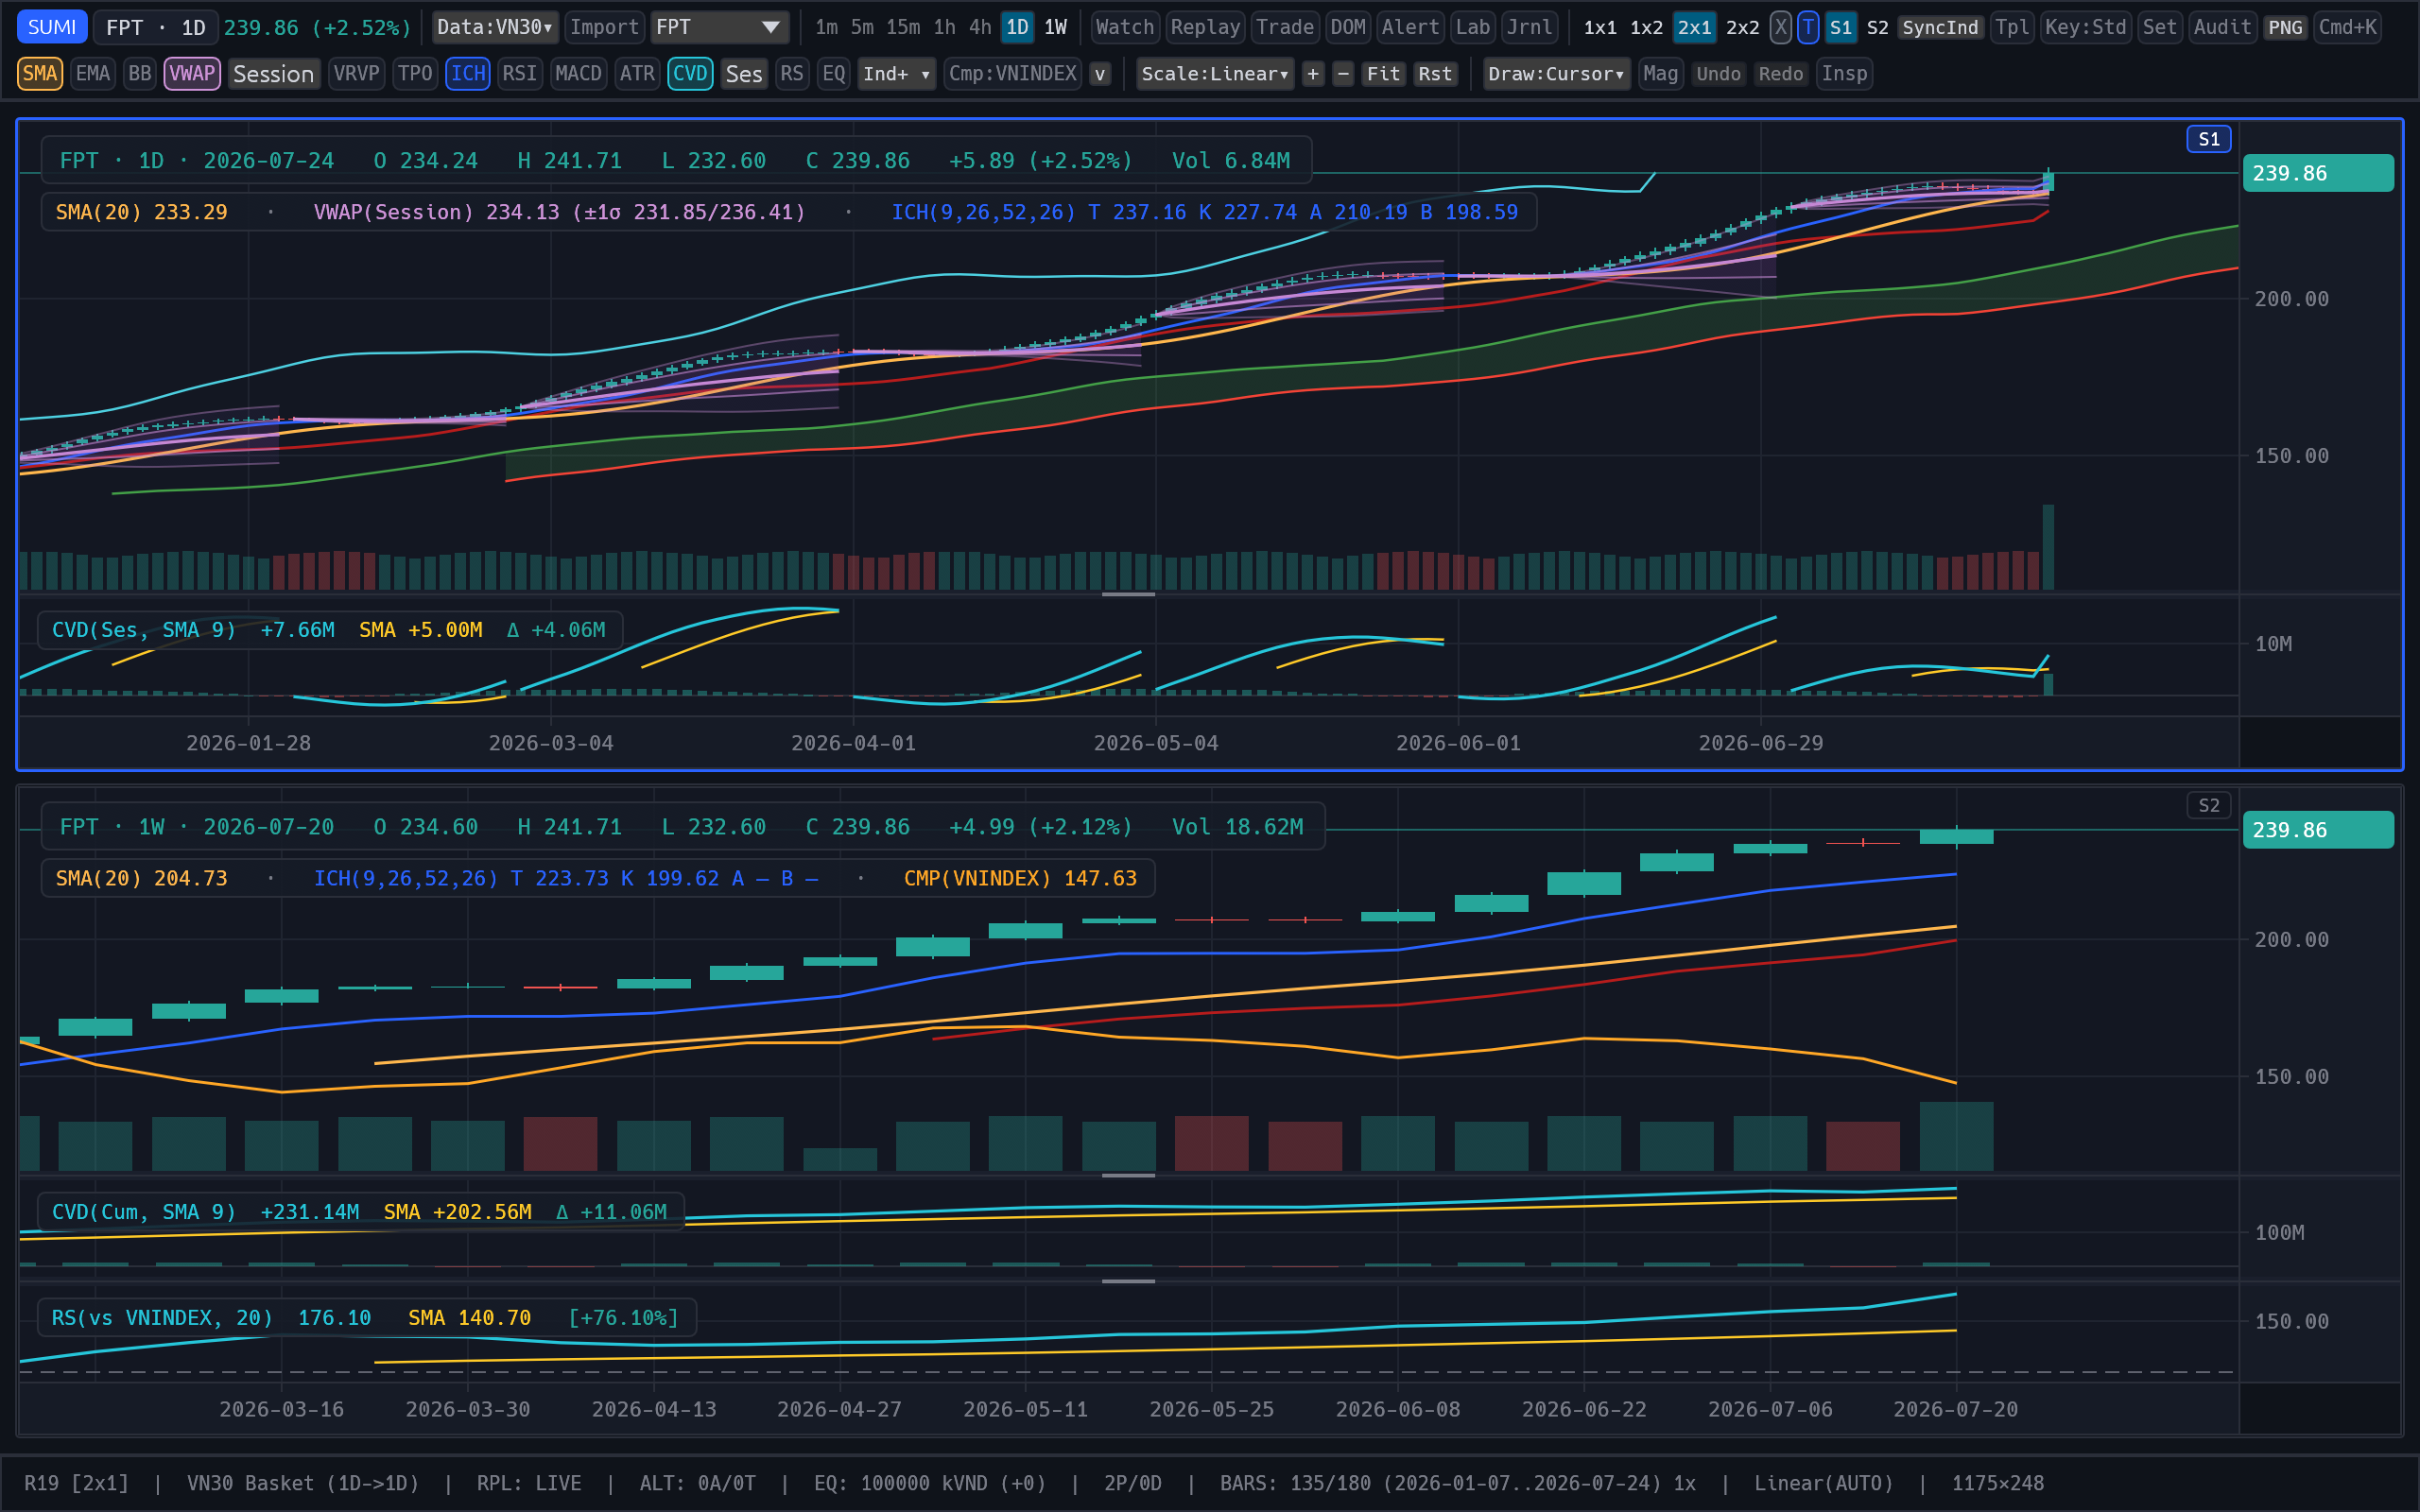 SUMI FPT · 1D 239.86 (+2.52%) Data:VN30▾ Import FPT ▼ 1m 5m 15m 1h 4h 1D 1W Watch Replay Trade DOM Alert Lab Jrnl 1x1 1x2 2x1 2x2 X T S1 S2 SyncInd Tpl Key:Std Set Audit PNG Cmd+K
SMA EMA BB VWAP Session VRVP TPO ICH RSI MACD ATR CVD Ses RS EQ Ind+ ▾ Cmp:VNINDEX v Scale:Linear▾ + − Fit Rst Draw:Cursor▾ Mag Undo Redo Insp
S1
FPT · 1D · 2026-07-24 O 234.24 H 241.71 L 232.60 C 239.86 +5.89 (+2.52%) Vol 6.84M
239.86
SMA(20) 233.29 · VWAP(Session) 234.13 (±1σ 231.85/236.41) · ICH(9,26,52,26) T 237.16 K 227.74 A 210.19 B 198.59
200.00
150.00
CVD(Ses, SMA 9) +7.66M SMA +5.00M Δ +4.06M
10M
2026-01-28 2026-03-04 2026-04-01 2026-05-04 2026-06-01 2026-06-29
S2
FPT · 1W · 2026-07-20 O 234.60 H 241.71 L 232.60 C 239.86 +4.99 (+2.12%) Vol 18.62M
239.86
SMA(20) 204.73 · ICH(9,26,52,26) T 223.73 K 199.62 A — B — · CMP(VNINDEX) 147.63
200.00
150.00
CVD(Cum, SMA 9) +231.14M SMA +202.56M Δ +11.06M
100M
RS(vs VNINDEX, 20) 176.10 SMA 140.70 [+76.10%]
150.00
2026-03-16 2026-03-30 2026-04-13 2026-04-27 2026-05-11 2026-05-25 2026-06-08 2026-06-22 2026-07-06 2026-07-20
R19 [2x1] | VN30 Basket (1D->1D) | RPL: LIVE | ALT: 0A/0T | EQ: 100000 kVND (+0) | 2P/0D | BARS: 135/180 (2026-01-07..2026-07-24) 1x | Linear(AUTO) | 1175×248